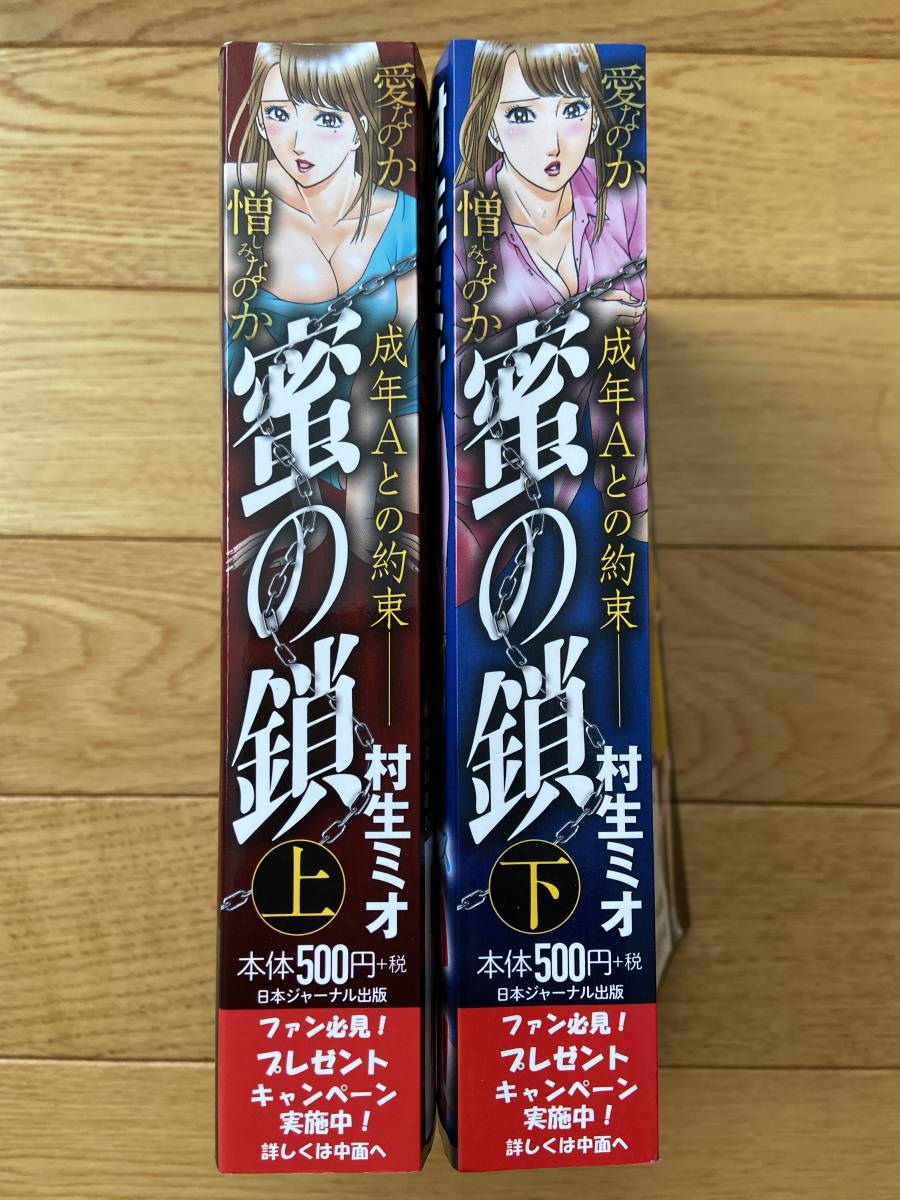 愛なのか
憎しみなのか
成年Aとの約束──
蜜の鎖
村生ミオ
上
本体500円+税
日本ジャーナル出版
ファン必見!
プレゼント
キャンペーン
実施中!
詳しくは中面へ
愛なのか
憎しみなのか
成年Aとの約束──
蜜の鎖
村生ミオ
下
本体500円+税
日本ジャーナル出版
ファン必見!
プレゼント
キャンペーン
実施中!
詳しくは中面へ